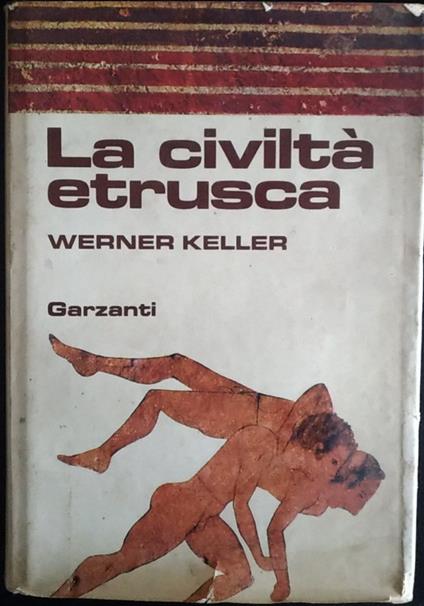 La civiltà
etrusca
WERNER KELLER
Garzanti